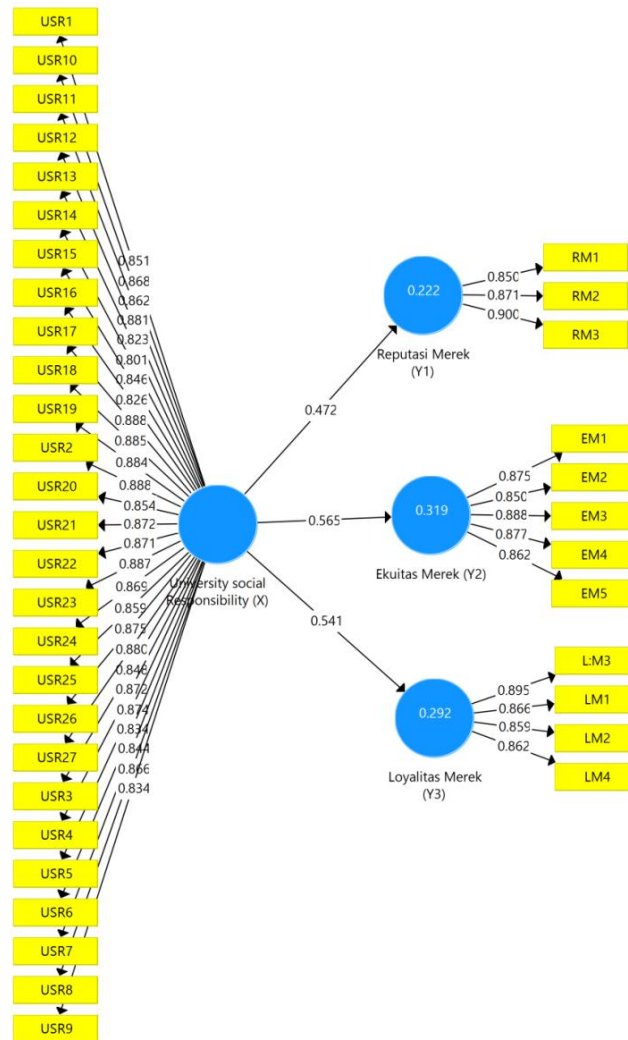 USR1
USR10
USR11
USR12
USR13
USR14
USR15
USR16
USR17
USR18
USR19
USR2
USR20
USR21
USR22
USR23
USR24
USR25
USR26
USR27
USR3
USR4
USR5
USR6
USR7
USR8
USR9
0.851
0.868
0.862
0.881
0.823
0.801
0.846
0.826
0.888
0.885
0.884
0.888
0.854
0.872
0.871
0.887
0.869
0.859
0.875
0.880
0.848
0.872
0.874
0.834
0.844
0.866
0.834
University social
Responsibility (X)
0.472
0.565
0.541
0.222
Reputasi Merek
(Y1)
0.850
0.871
0.900
RM1
RM2
RM3
0.319
Ekuitas Merek (Y2)
0.875
0.850
0.888
0.877
0.862
EM1
EM2
EM3
EM4
EM5
0.292
Loyalitas Merek
(Y3)
0.895
0.866
0.859
0.862
L:M3
LM1
LM2
LM4